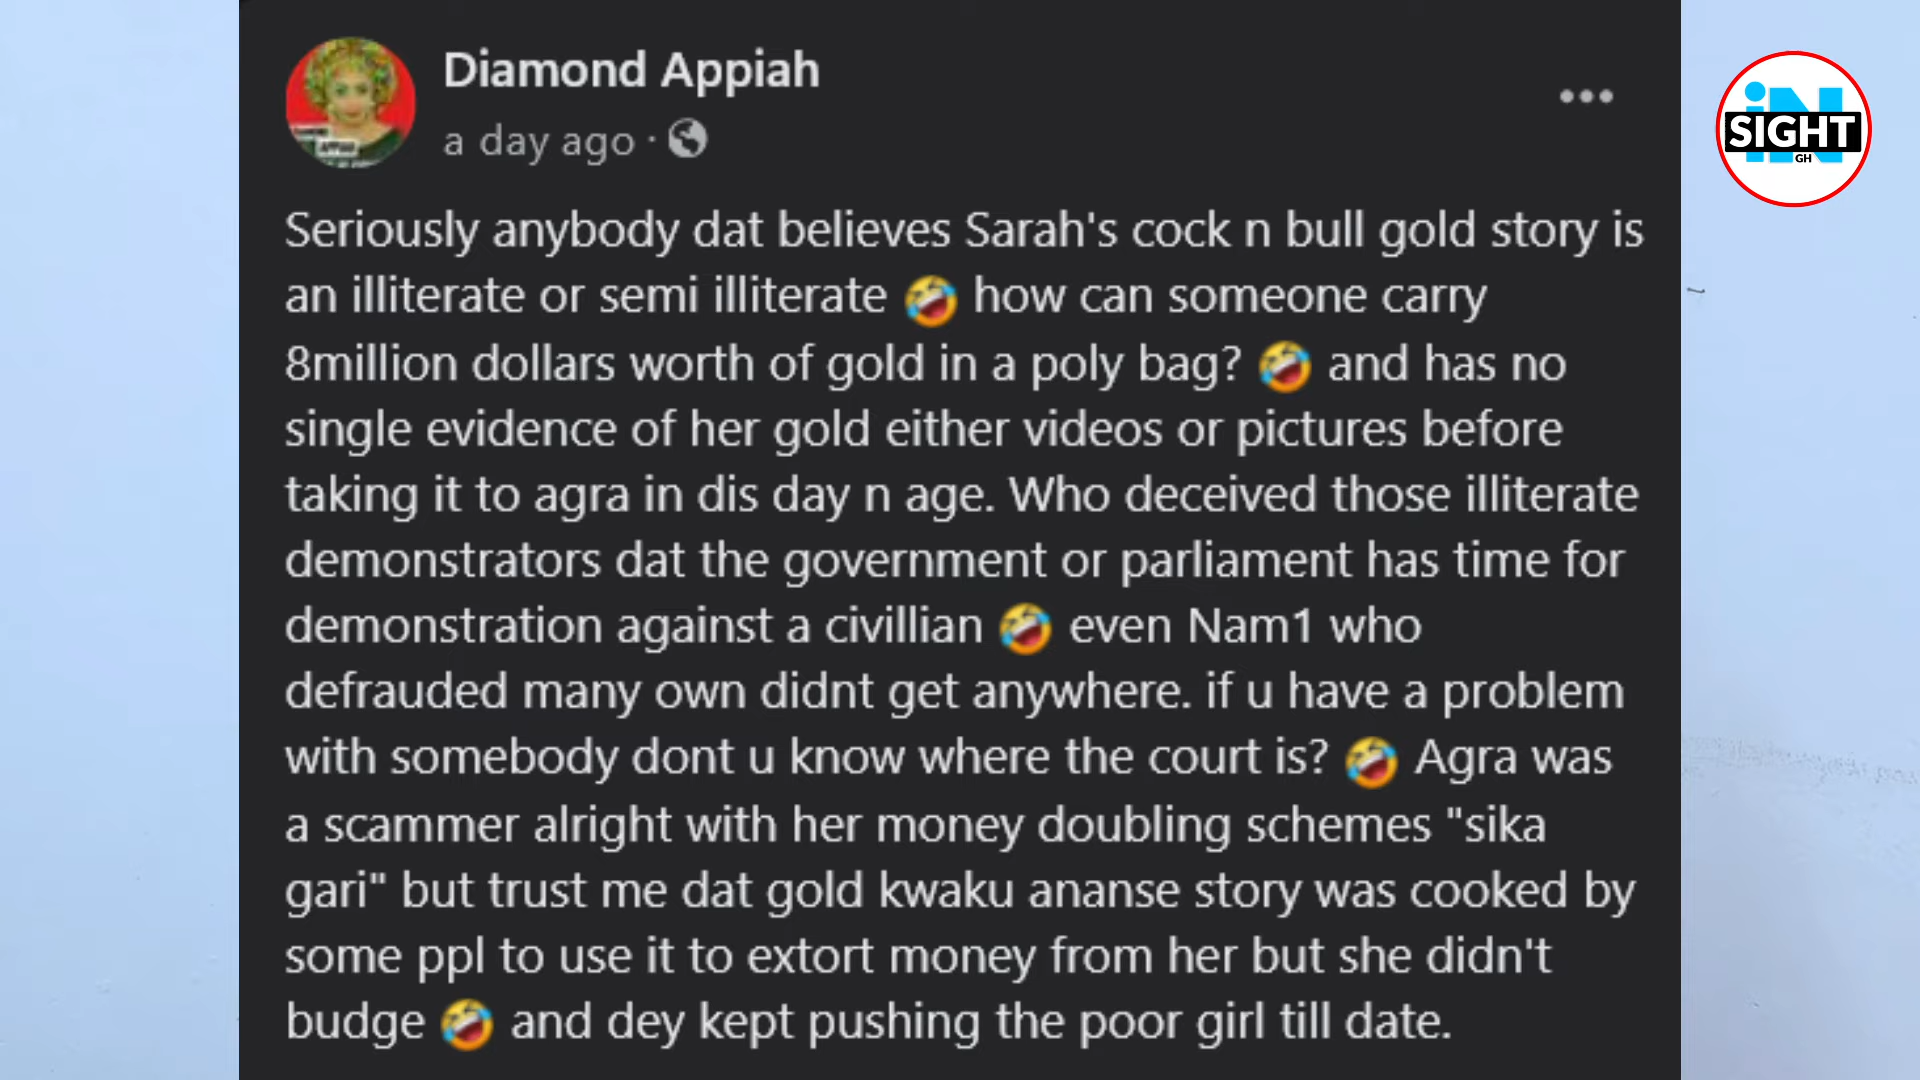 Diamond Appiah
a day ago ·
iN
SIGHT
GH
Seriously anybody dat believes Sarah's cock n bull gold story is
an illiterate or semi illiterate 🤣 how can someone carry
8million dollars worth of gold in a poly bag? 🤣 and has no
single evidence of her gold either videos or pictures before
taking it to agra in dis day n age. Who deceived those illiterate
demonstrators dat the government or parliament has time for
demonstration against a civillian 🤣 even Nam1 who
defrauded many own didnt get anywhere. if u have a problem
with somebody dont u know where the court is? 🤣 Agra was
a scammer alright with her money doubling schemes "sika
gari" but trust me dat gold kwaku ananse story was cooked by
some ppl to use it to extort money from her but she didn't
budge 🤣 and dey kept pushing the poor girl till date.